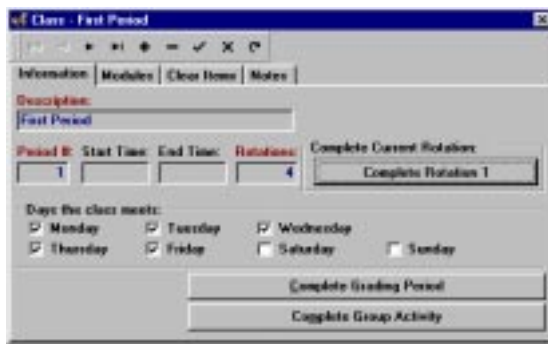 Class - First Period
Information Modules Clear Items Notes
Description:
First Period
Period #: Start Time: End Time: Rotations: Complete Current Rotation:
1 4 Complete Rotation 1
Days the class meets:
Monday Tuesday Wednesday
Thursday Friday Saturday Sunday
Complete Grading Period
Complete Group Activity